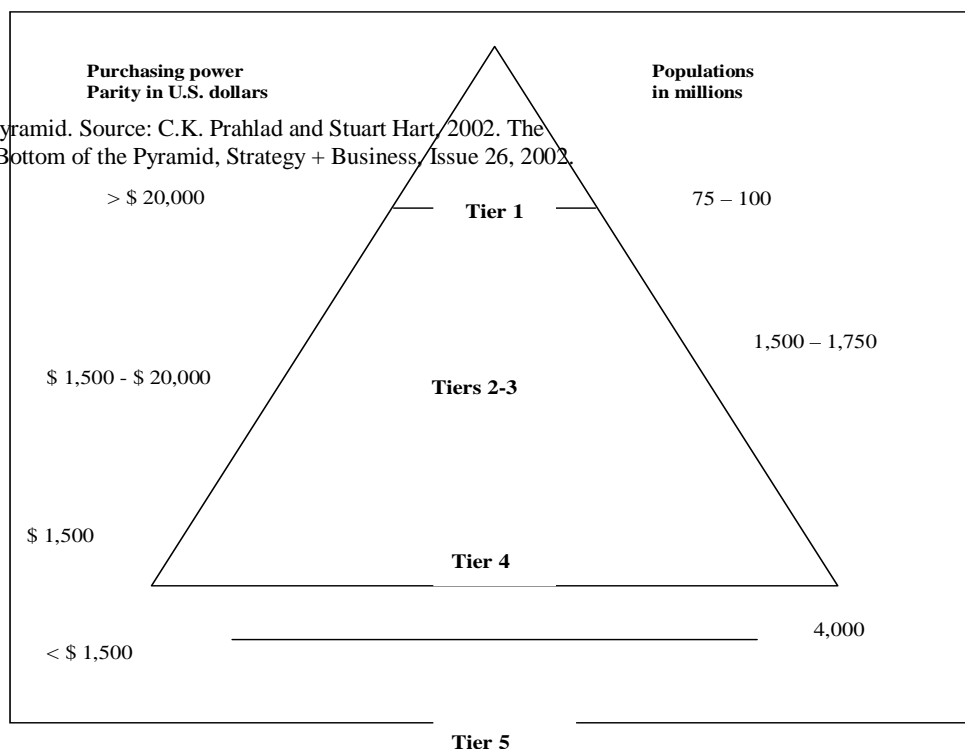 Purchasing power
Parity in U.S. dollars
Populations
in millions
yramid. Source: C.K. Prahlad and Stuart Hart, 2002. The
Bottom of the Pyramid, Strategy + Business, Issue 26, 2002.
> $ 20,000
Tier 1
75 – 100
1,500 – 1,750
$ 1,500 - $ 20,000
Tiers 2-3
$ 1,500
Tier 4
4,000
< $ 1,500
Tier 5